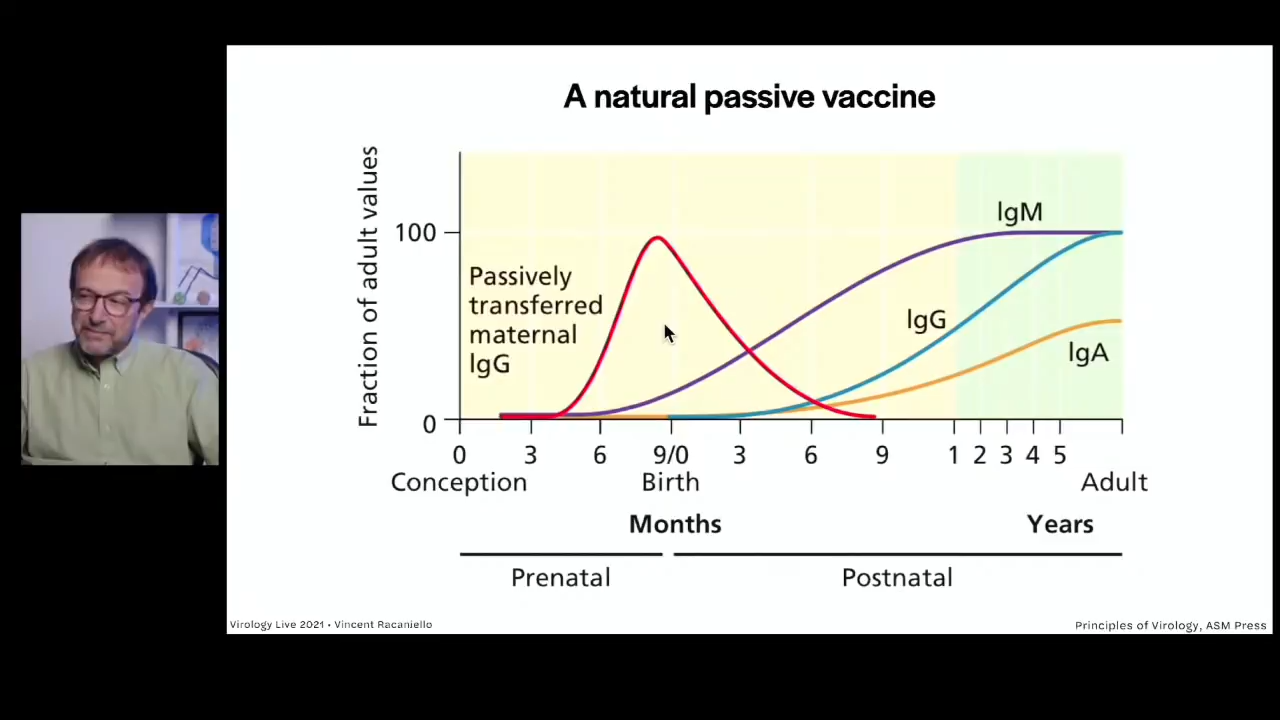 A natural passive vaccine
Fraction of adult values
100
0
Passively
transferred
maternal
IgG
IgM
IgG
IgA
0 3 6 9/0 3 6 9 1 2 3 4 5
Conception Birth Adult
Months Years
Prenatal Postnatal
Virology Live 2021 • Vincent Racaniello
Principles of Virology, ASM Press